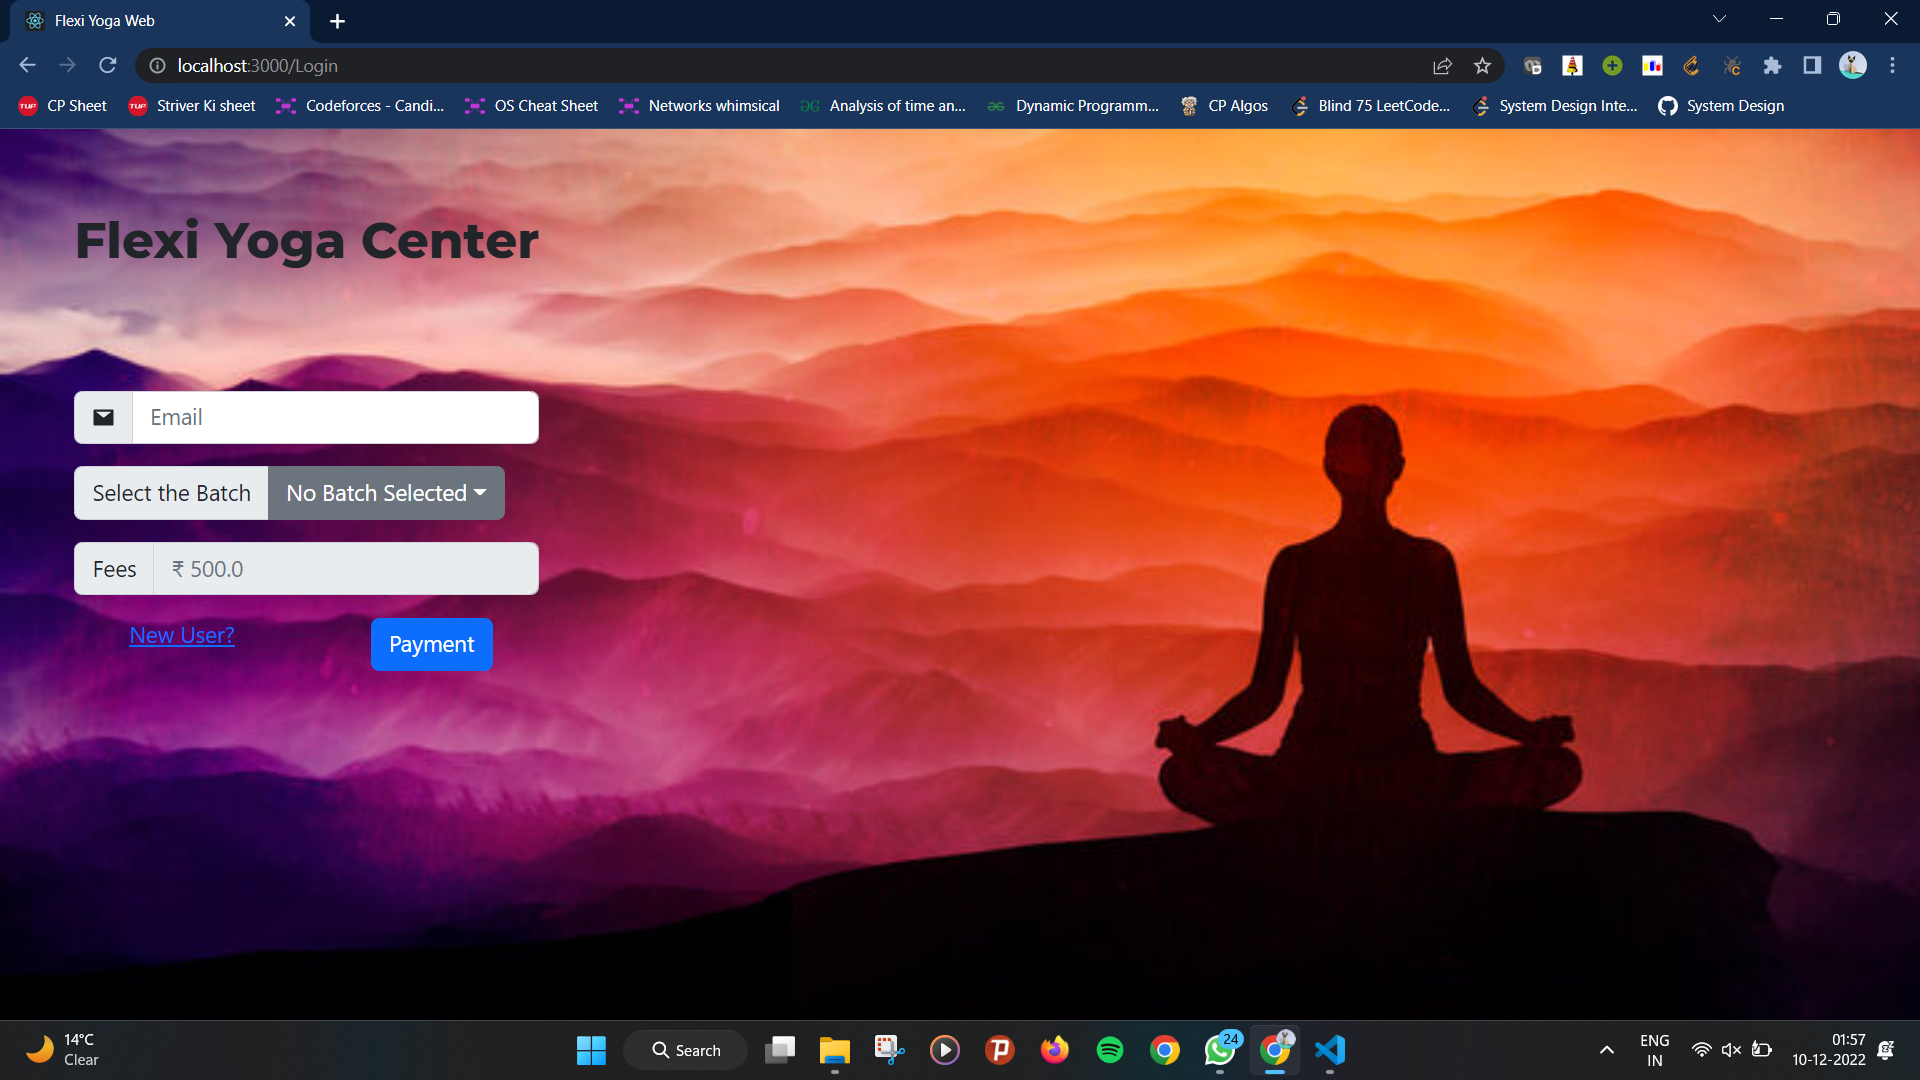 Flexi Yoga Web
localhost:3000/Login
CP Sheet
Striver Ki sheet
Codeforces - Candi...
OS Cheat Sheet
Networks whimsical
Analysis of time an...
Dynamic Programm...
CP Algos
Blind 75 LeetCode...
System Design Inte...
System Design
Flexi Yoga Center
Email
Select the Batch
No Batch Selected
Fees
₹ 500.0
New User?
Payment
14°C
Clear
Search
24
ENG
IN
01:57
10-12-2022